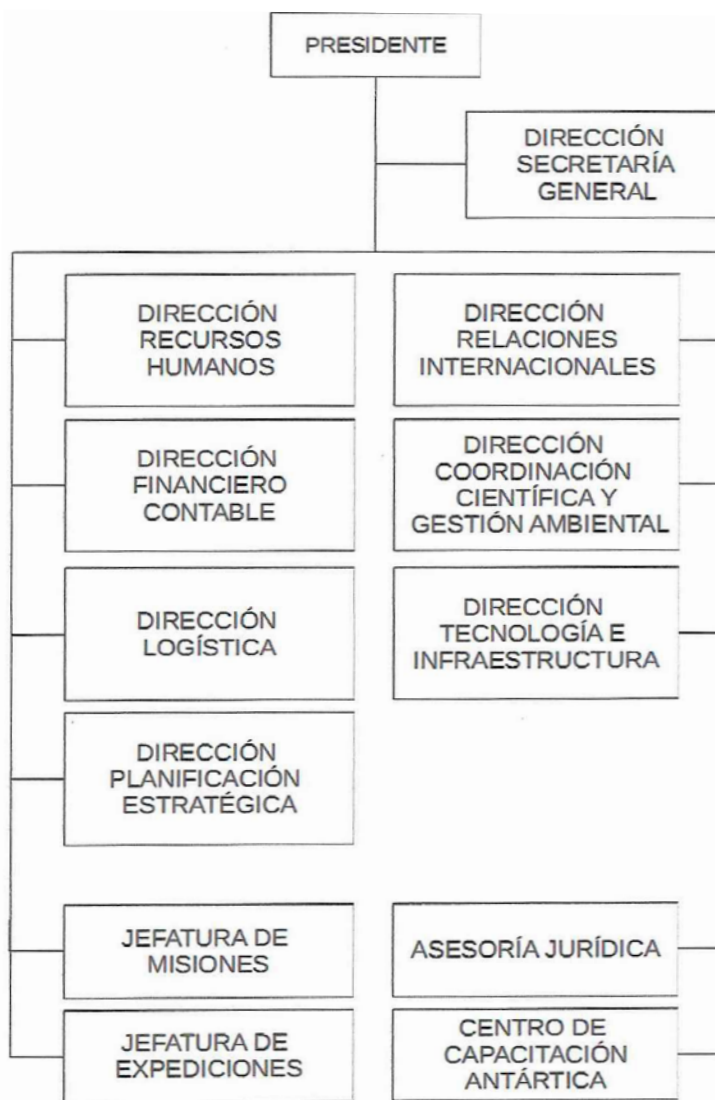 PRESIDENTE
DIRECCIÓN
SECRETARÍA
GENERAL
DIRECCIÓN
RECURSOS
HUMANOS
DIRECCIÓN
RELACIONES
INTERNACIONALES
DIRECCIÓN
FINANCIERO
CONTABLE
DIRECCIÓN
COORDINACIÓN
CIENTÍFICA Y
GESTIÓN AMBIENTAL
DIRECCIÓN
LOGÍSTICA
DIRECCIÓN
TECNOLOGÍA E
INFRAESTRUCTURA
DIRECCIÓN
PLANIFICACIÓN
ESTRATÉGICA
JEFATURA DE
MISIONES
ASESORÍA JURÍDICA
JEFATURA DE
EXPEDICIONES
CENTRO DE
CAPACITACIÓN
ANTÁRTICA